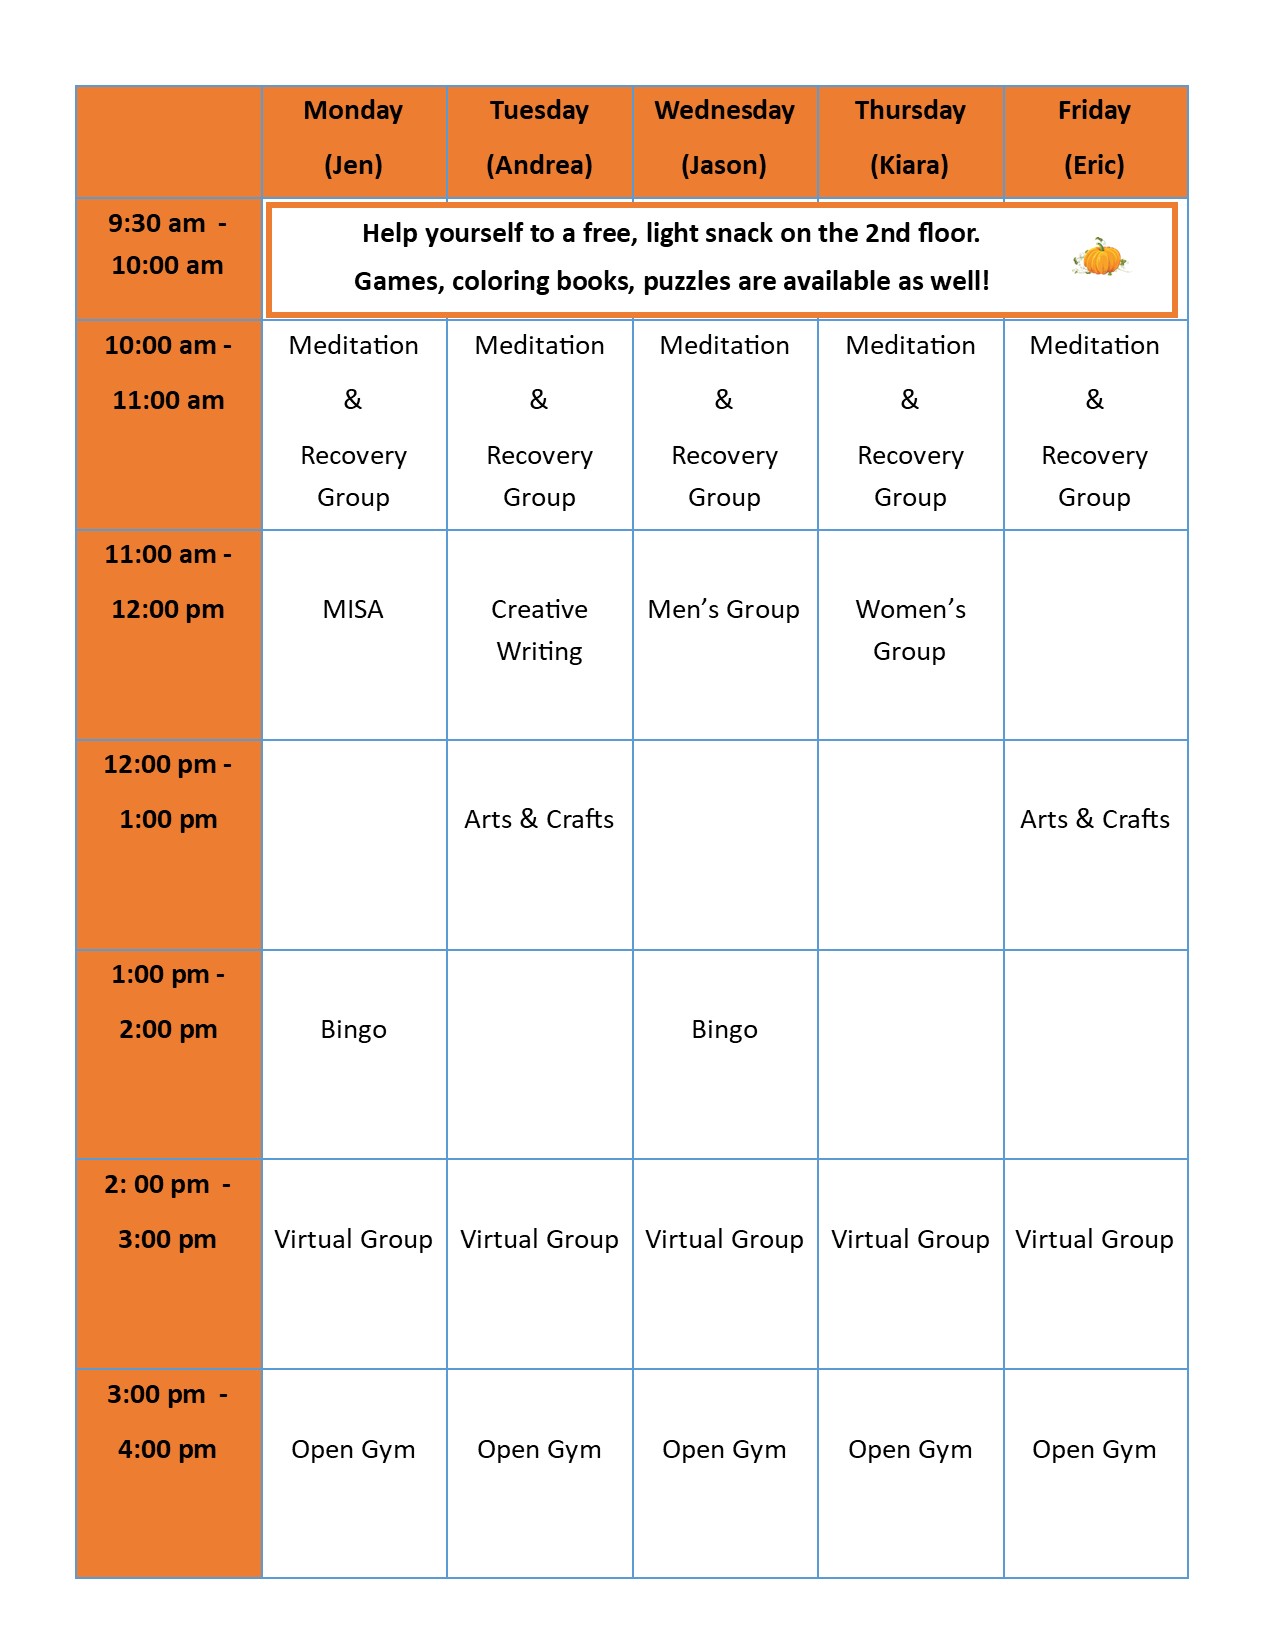 Monday Tuesday Wednesday Thursday Friday
(Jen) (Andrea) (Jason) (Kiara) (Eric)
9:30 am - 
10:00 am
Help yourself to a free, light snack on the 2nd floor.
Games, coloring books, puzzles are available as well!
10:00 am - Meditation Meditation Meditation Meditation Meditation
11:00 am & & & & &
Recovery Recovery Recovery Recovery Recovery
Group Group Group Group Group
11:00 am -
12:00 pm MISA Creative Men’s Group Women’s
Writing Group
12:00 pm -
1:00 pm Arts & Crafts Arts & Crafts
1:00 pm -
2:00 pm Bingo Bingo
2: 00 pm -
3:00 pm Virtual Group Virtual Group Virtual Group Virtual Group Virtual Group
3:00 pm -
4:00 pm Open Gym Open Gym Open Gym Open Gym Open Gym